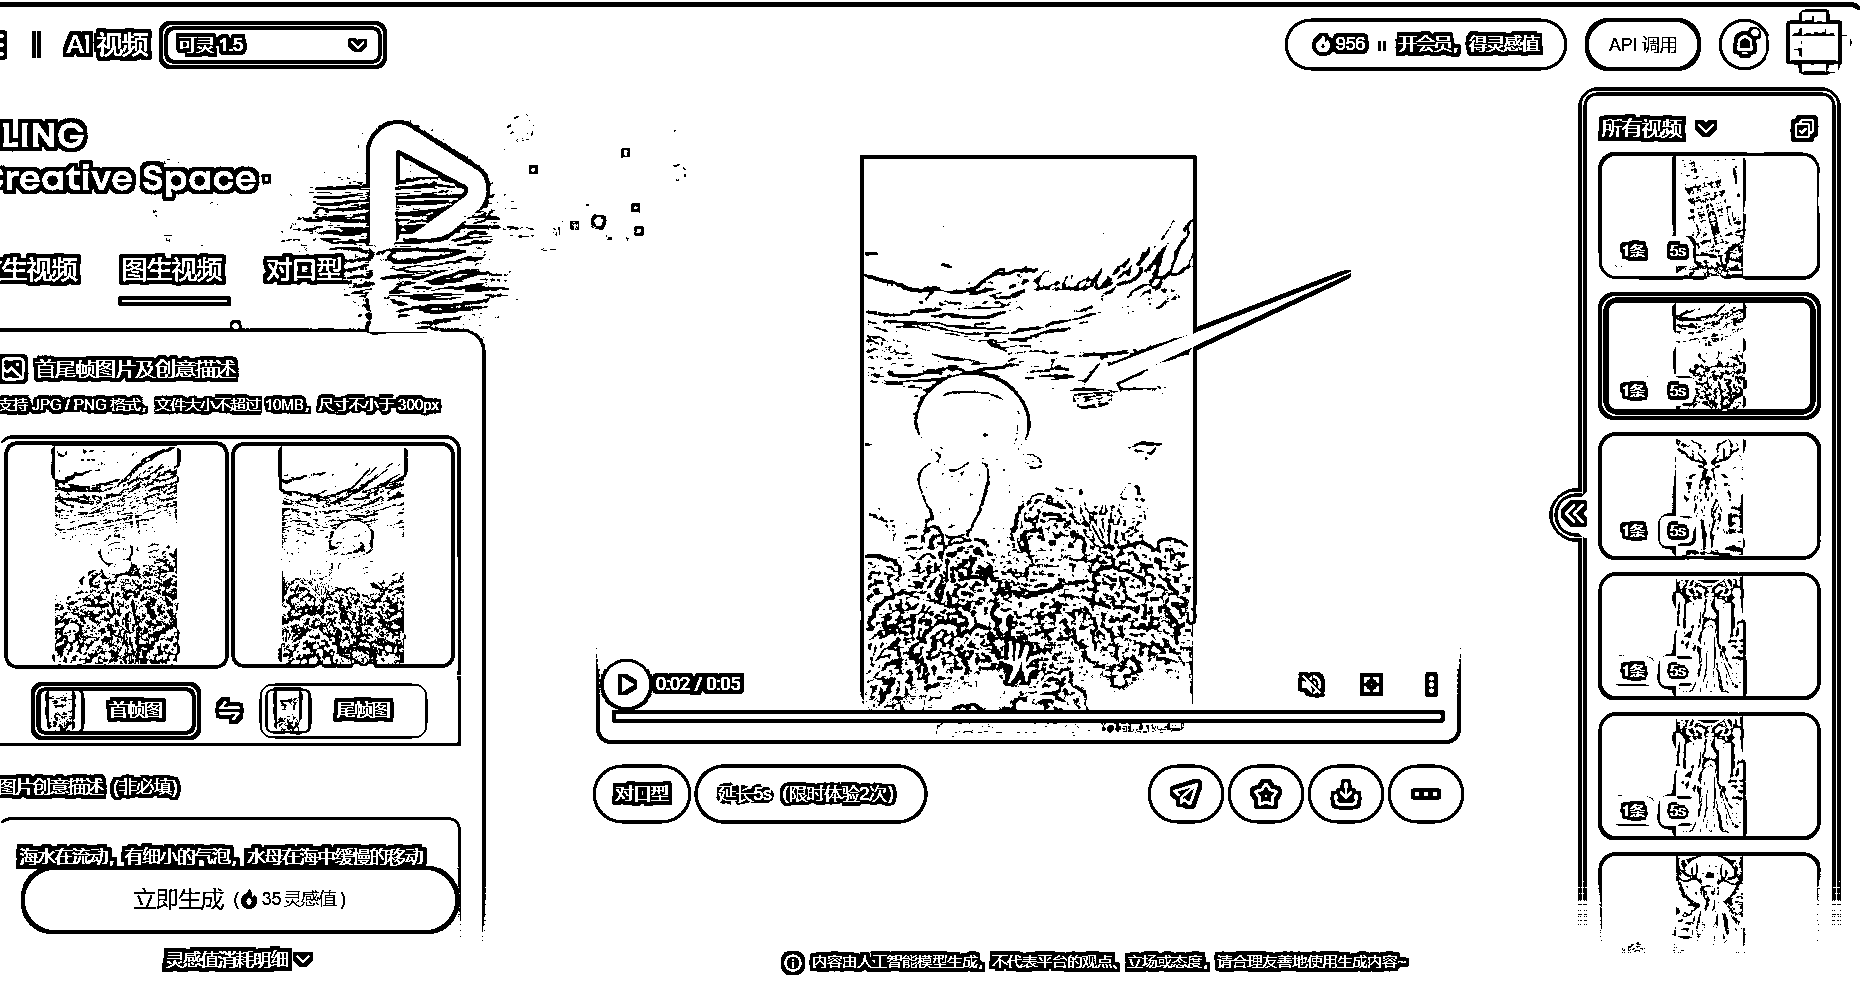 AI 视频 可灵 1.5
956 开会员，得灵感值
API 调用
LING
Creative Space
生视频 图生视频 对口型
首尾帧图片及创意描述
支持 JPG / PNG 格式，文件大小不超过 10MB，尺寸不小于 300px
首帧图
尾帧图
图片创意描述 (非必填)
海水在流动，有细小的气泡，水母在海中缓慢的移动
立即生成 (35 灵感值)
灵感值消耗明细
0:02 / 0:05
对口型
延长5s (限时体验2次)
内容由人工智能模型生成，不代表平台的观点、立场或态度，请合理友善地使用生成内容~
所有视频
1条 5s
1条 5s
1条 5s
1条 5s
1条 5s